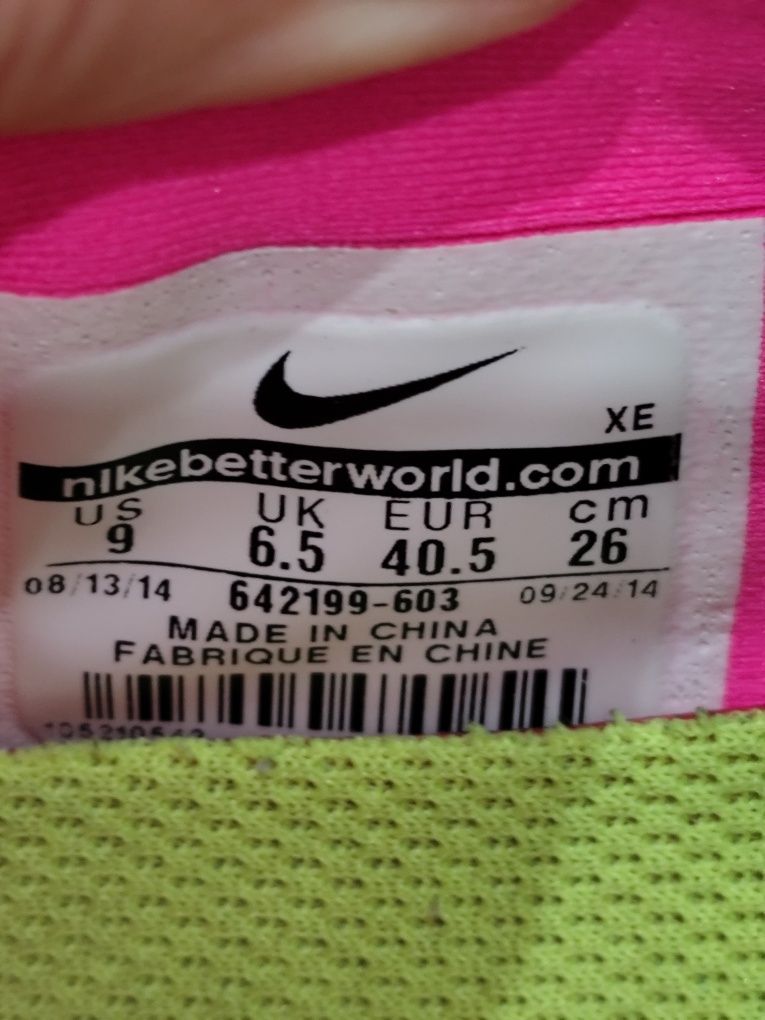 XE
nikebetterworld.com
US UK EUR cm
9 6.5 40.5 26
08/13/14 642199-603 09/24/14
MADE IN CHINA
FABRIQUE EN CHINE